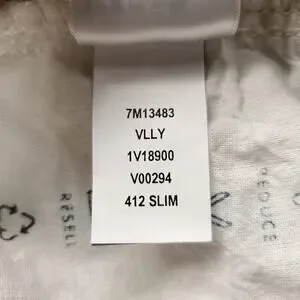 7M13483
VLLY
1V18900
V00294
412 SLIM
RESELL
REDUCE